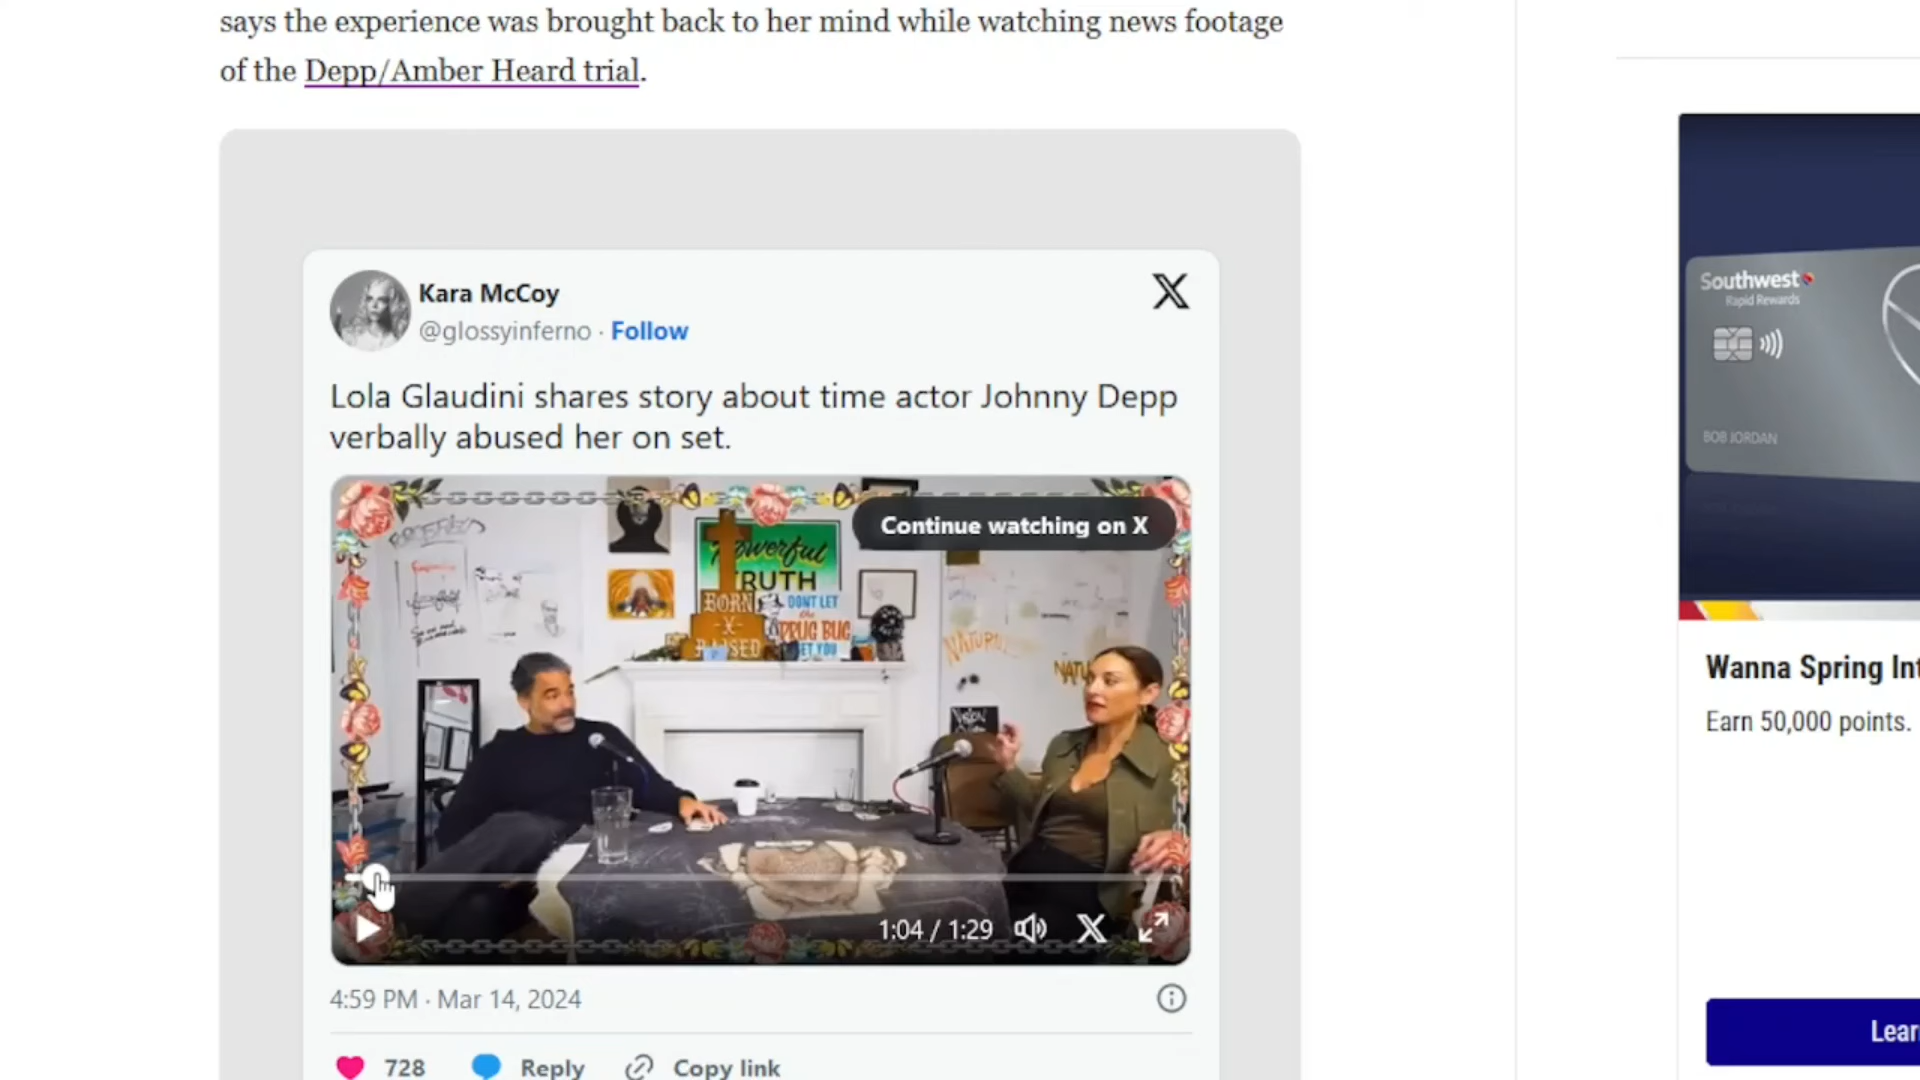 says the experience was brought back to her mind while watching news footage
of the Depp/Amber Heard trial.
Kara McCoy
@glossyinferno · Follow
Lola Glaudini shares story about time actor Johnny Depp
verbally abused her on set.
Continue watching on X
Powerful
TRUTH
BORN
X
RAISED
DONT LET
the
DRUG BUG
GET YOU
NATURE
1:04 / 1:29
4:59 PM · Mar 14, 2024
728
Reply
Copy link
Southwest
Rapid Rewards
BOB JORDAN
Wanna Spring Int
Earn 50,000 points.
Lear